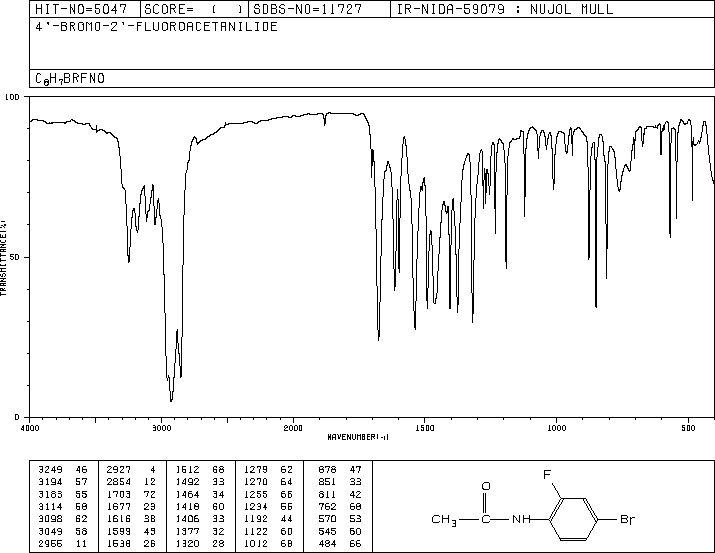 HIT-NO=5047 SCORE= ( ) SDBS-NO=11727 IR-NIDA-59079 : NUJOL MULL
4'-BROMO-2'-FLUOROACETANILIDE
C8H7BRFNO
100
50
0
TRANSMITTANCE(%)
4000 3000 2000 1500 1000 500
WAVENUMBER(-1)
3249 46 2927 4 1612 68 1279 62 878 47
3194 57 2854 12 1492 33 1270 64 851 33
3183 55 1703 72 1464 34 1255 66 811 42
3114 68 1677 23 1418 60 1234 55 762 68
3098 62 1616 38 1406 33 1192 44 570 53
3049 58 1599 43 1377 32 1122 60 545 60
2955 11 1538 26 1320 28 1012 68 484 66
F
O
CH3 C NH Br